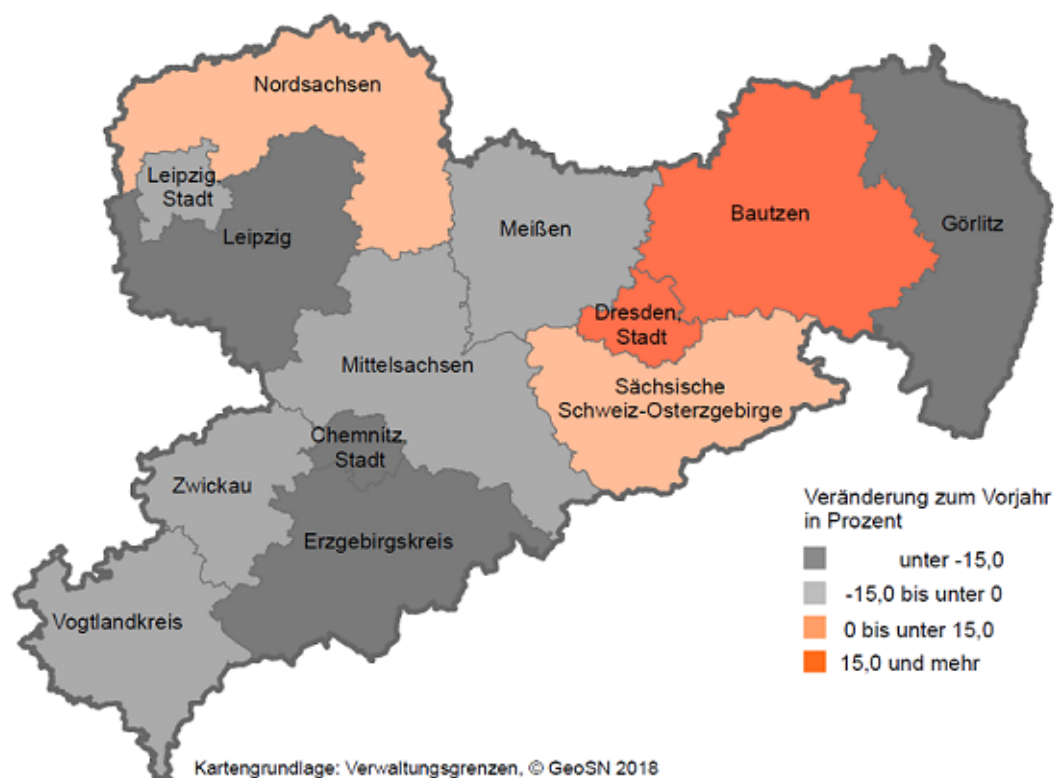 Nordsachsen
Leipzig,
Stadt
Leipzig
Meißen
Bautzen
Görlitz
Dresden,
Stadt
Mittelsachsen
Sächsische
Schweiz-Osterzgebirge
Chemnitz,
Stadt
Zwickau
Erzgebirgskreis
Vogtlandkreis
Veränderung zum Vorjahr
in Prozent
unter -15,0
-15,0 bis unter 0
0 bis unter 15,0
15,0 und mehr
Kartengrundlage: Verwaltungsgrenzen, © GeoSN 2018